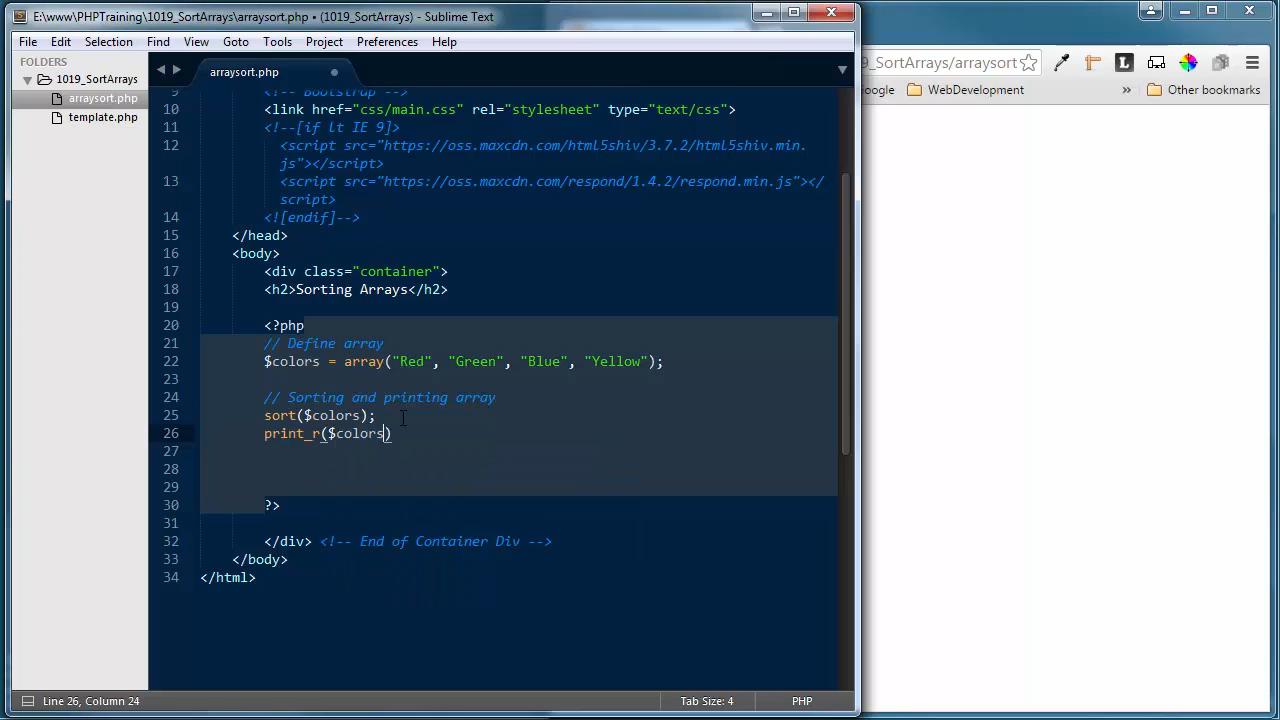 E:\www\PHPTraining\1019_SortArrays\arraysort.php • (1019_SortArrays) - Sublime Text
File Edit Selection Find View Goto Tools Project Preferences Help
FOLDERS
1019_SortArrays
arraysort.php
template.php
arraysort.php
9 <!-- Bootstrap -->
10 <link href="css/main.css" rel="stylesheet" type="text/css">
11 <!--[if lt IE 9]>
12 <script src="https://oss.maxcdn.com/html5shiv/3.7.2/html5shiv.min.
js"></script>
13 <script src="https://oss.maxcdn.com/respond/1.4.2/respond.min.js"></
script>
14 <![endif]-->
15 </head>
16 <body>
17 <div class="container">
18 <h2>Sorting Arrays</h2>
19
20 <?php
21 // Define array
22 $colors = array("Red", "Green", "Blue", "Yellow");
23
24 // Sorting and printing array
25 sort($colors);
26 print_r($colors)
27
28
29
30 ?>
31
32 </div> <!-- End of Container Div -->
33 </body>
34 </html>
Line 26, Column 24
Tab Size: 4
PHP
9_SortArrays/arraysort
L
oogle
WebDevelopment
»
Other bookmarks